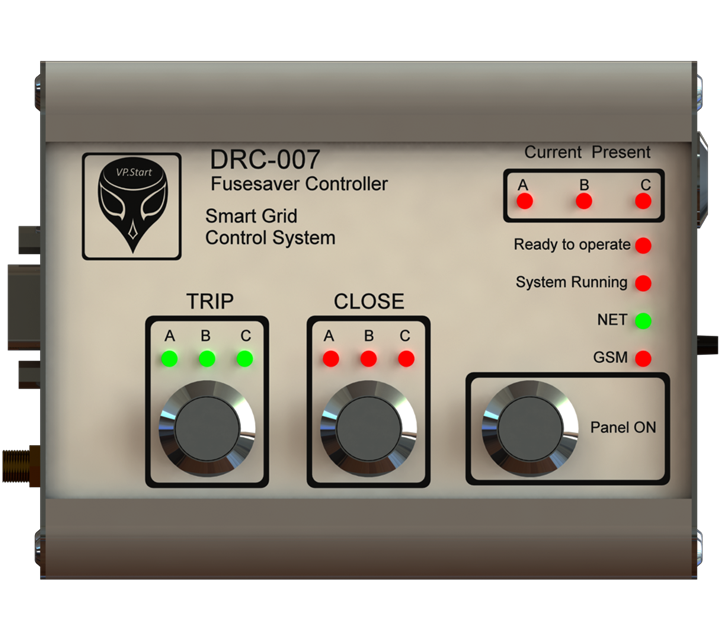 VP.Start
DRC-007
Fusesaver Controller
Smart Grid
Control System
Current Present
A B C
Ready to operate
System Running
NET
GSM
TRIP
A B C
CLOSE
A B C
Panel ON